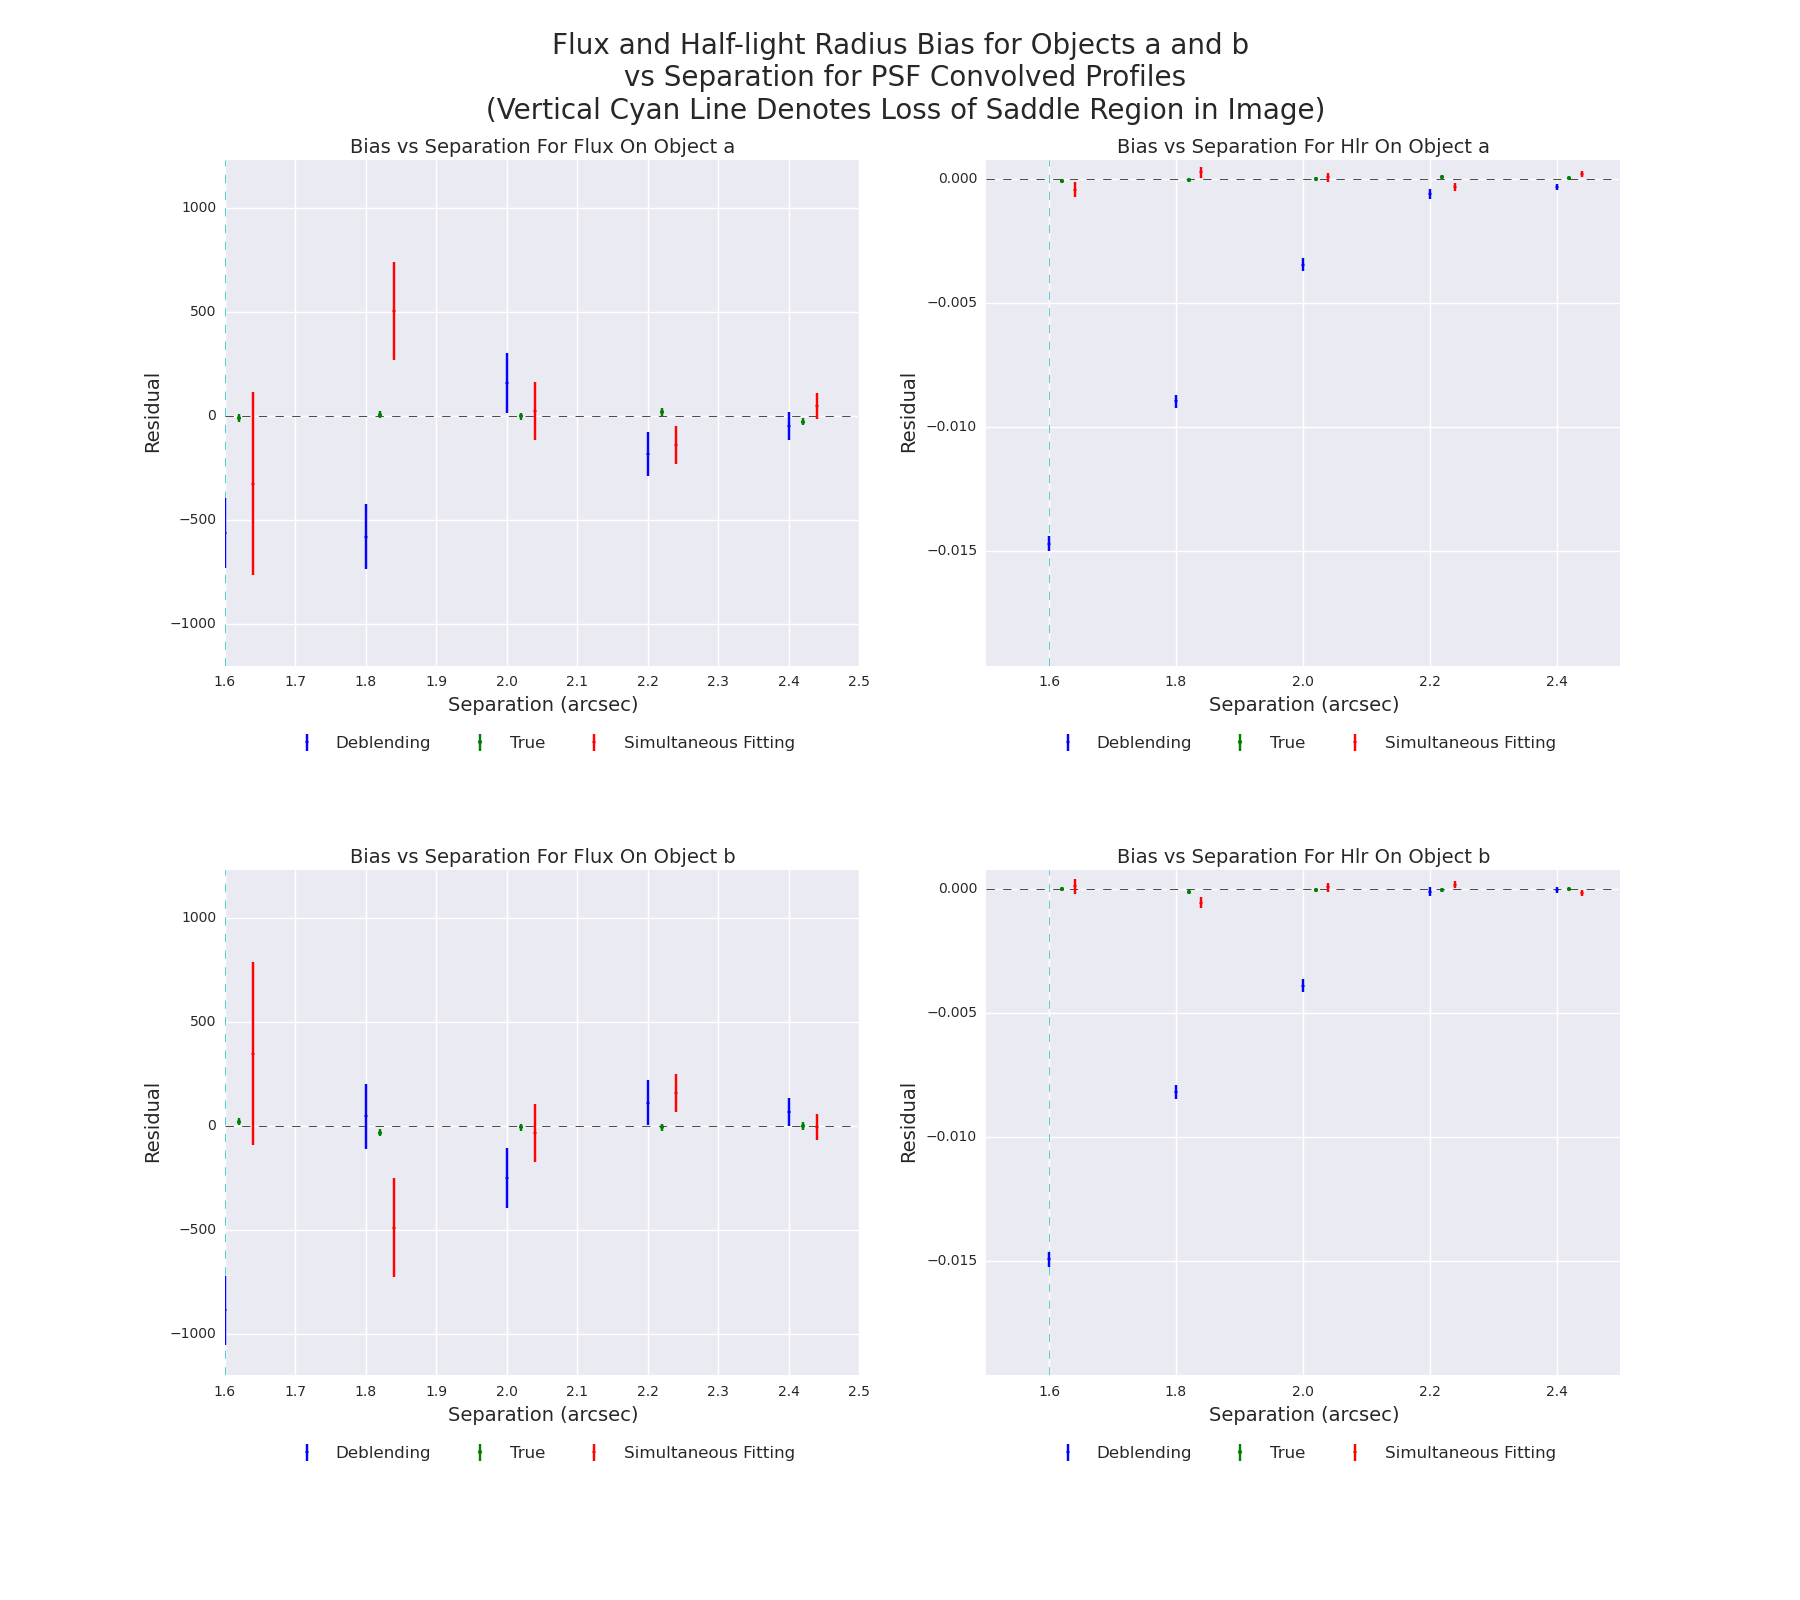 Flux and Half-light Radius Bias for Objects a and b
vs Separation for PSF Convolved Profiles
(Vertical Cyan Line Denotes Loss of Saddle Region in Image)
Bias vs Separation For Flux On Object a
1000
500
0
−500
−1000
Residual
1.6 1.7 1.8 1.9 2.0 2.1 2.2 2.3 2.4 2.5
Separation (arcsec)
Deblending True Simultaneous Fitting
Bias vs Separation For Hlr On Object a
0.000
−0.005
−0.010
−0.015
Residual
1.6 1.8 2.0 2.2 2.4
Separation (arcsec)
Deblending True Simultaneous Fitting
Bias vs Separation For Flux On Object b
1000
500
0
−500
−1000
Residual
1.6 1.7 1.8 1.9 2.0 2.1 2.2 2.3 2.4 2.5
Separation (arcsec)
Deblending True Simultaneous Fitting
Bias vs Separation For Hlr On Object b
0.000
−0.005
−0.010
−0.015
Residual
1.6 1.8 2.0 2.2 2.4
Separation (arcsec)
Deblending True Simultaneous Fitting